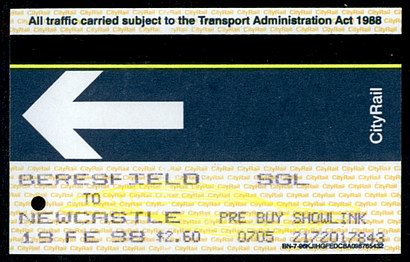 All traffic carried subject to the Transport Administration Act 1988
CityRail
BERESFIELD SGL
TO
NEWCASTLE PRE BUY SHOWLINK
19 FE 98 $2.60 0705 2172017843